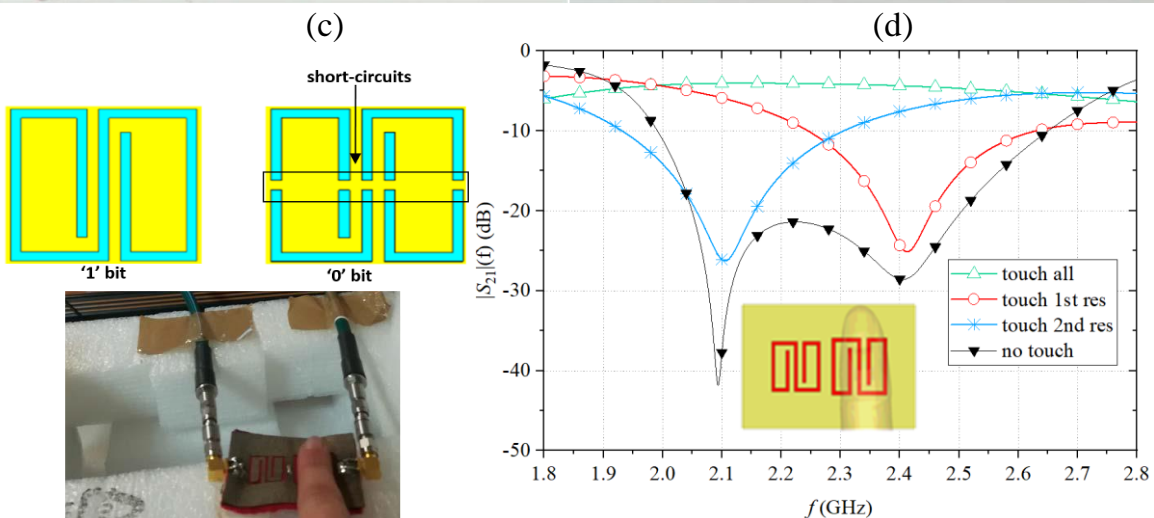 (c)
(d)
short-circuits
'1' bit
'0' bit
0
-10
-20
-30
-40
-50
|S21|(f) (dB)
touch all
touch 1st res
touch 2nd res
no touch
1.8 1.9 2.0 2.1 2.2 2.3 2.4 2.5 2.6 2.7 2.8
f (GHz)